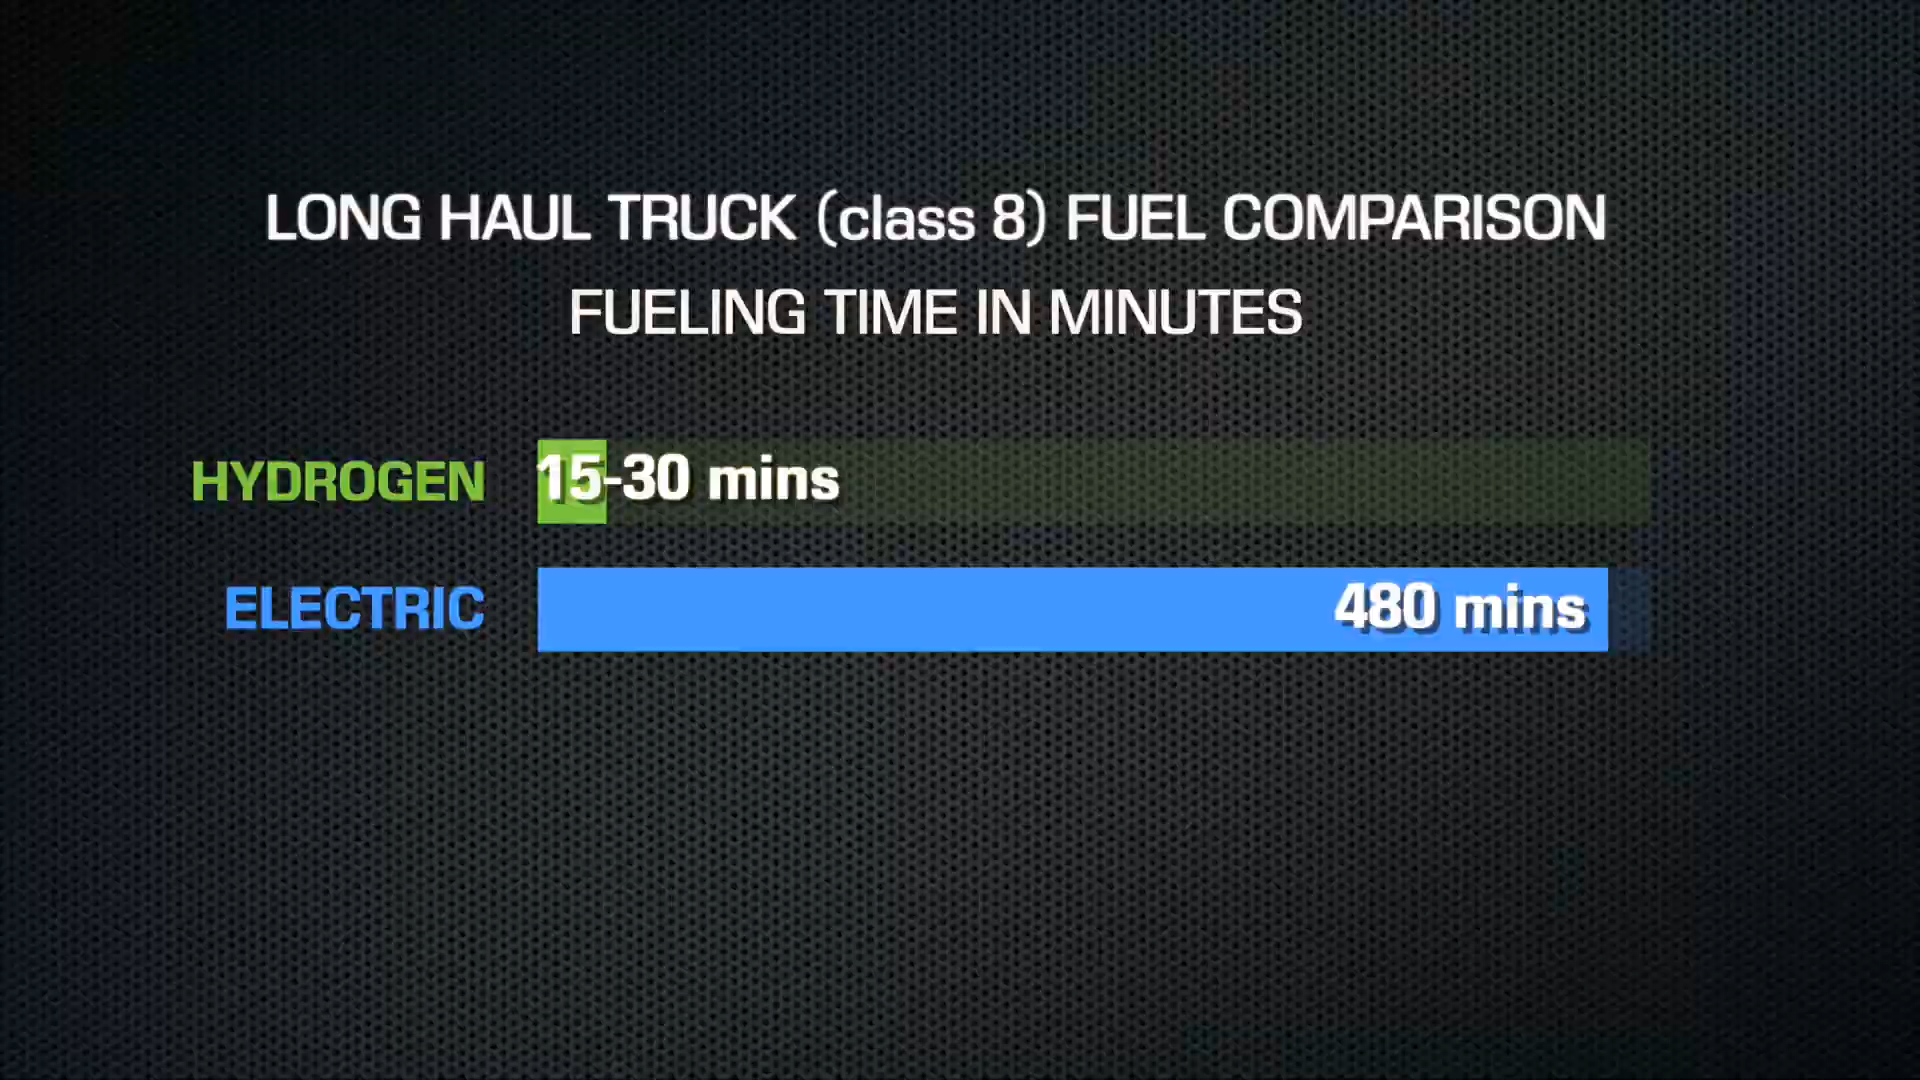 LONG HAUL TRUCK (class 8) FUEL COMPARISON
FUELING TIME IN MINUTES
HYDROGEN 15-30 mins
ELECTRIC 480 mins